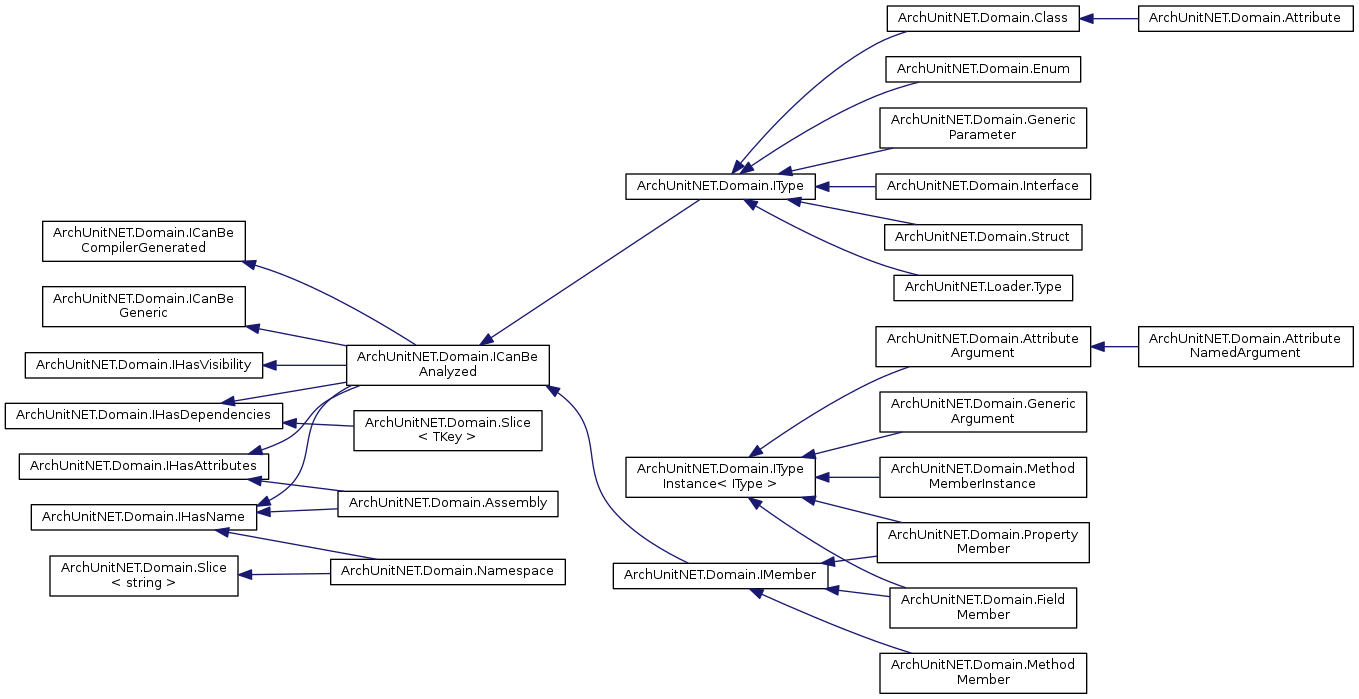 ArchUnitNET.Domain.Class
ArchUnitNET.Domain.Attribute
ArchUnitNET.Domain.Enum
ArchUnitNET.Domain.Generic
Parameter
ArchUnitNET.Domain.IType
ArchUnitNET.Domain.Interface
ArchUnitNET.Domain.Struct
ArchUnitNET.Loader.Type
ArchUnitNET.Domain.ICanBe
CompilerGenerated
ArchUnitNET.Domain.ICanBe
Generic
ArchUnitNET.Domain.IHasVisibility
ArchUnitNET.Domain.ICanBe
Analyzed
ArchUnitNET.Domain.IHasDependencies
ArchUnitNET.Domain.Slice
< TKey >
ArchUnitNET.Domain.IHasAttributes
ArchUnitNET.Domain.Assembly
ArchUnitNET.Domain.IHasName
ArchUnitNET.Domain.Slice
< string >
ArchUnitNET.Domain.Namespace
ArchUnitNET.Domain.Attribute
Argument
ArchUnitNET.Domain.Attribute
NamedArgument
ArchUnitNET.Domain.Generic
Argument
ArchUnitNET.Domain.IType
Instance< IType >
ArchUnitNET.Domain.Method
MemberInstance
ArchUnitNET.Domain.Property
Member
ArchUnitNET.Domain.IMember
ArchUnitNET.Domain.Field
Member
ArchUnitNET.Domain.Method
Member